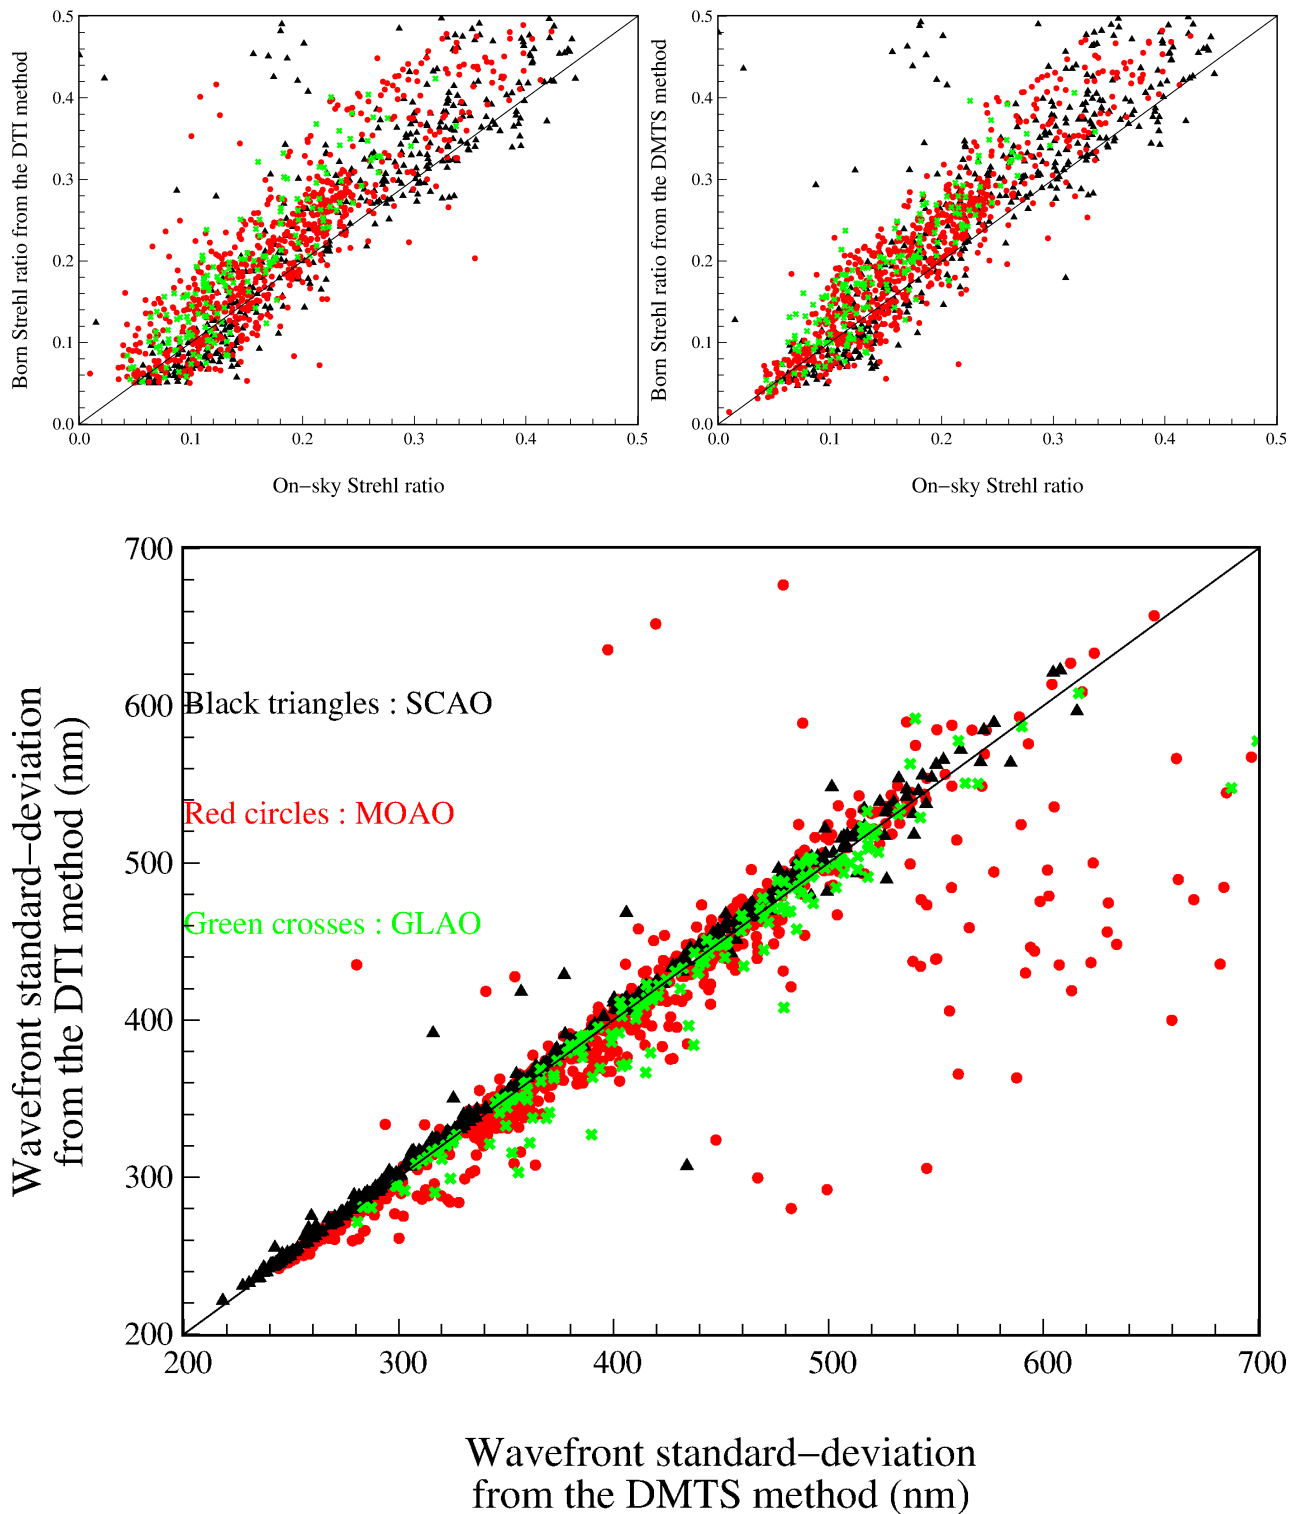 0.5
0.4
0.3
0.2
0.1
0.0
Born Strehl ratio from the DTI method
0.0 0.1 0.2 0.3 0.4 0.5
On−sky Strehl ratio
0.5
0.4
0.3
0.2
0.1
0.0
Born Strehl ratio from the DMTS method
0.0 0.1 0.2 0.3 0.4 0.5
On−sky Strehl ratio
700
600
500
400
300
200
Wavefront standard−deviation
from the DTI method (nm)
Black triangles : SCAO
Red circles : MOAO
Green crosses : GLAO
200 300 400 500 600 700
Wavefront standard−deviation
from the DMTS method (nm)